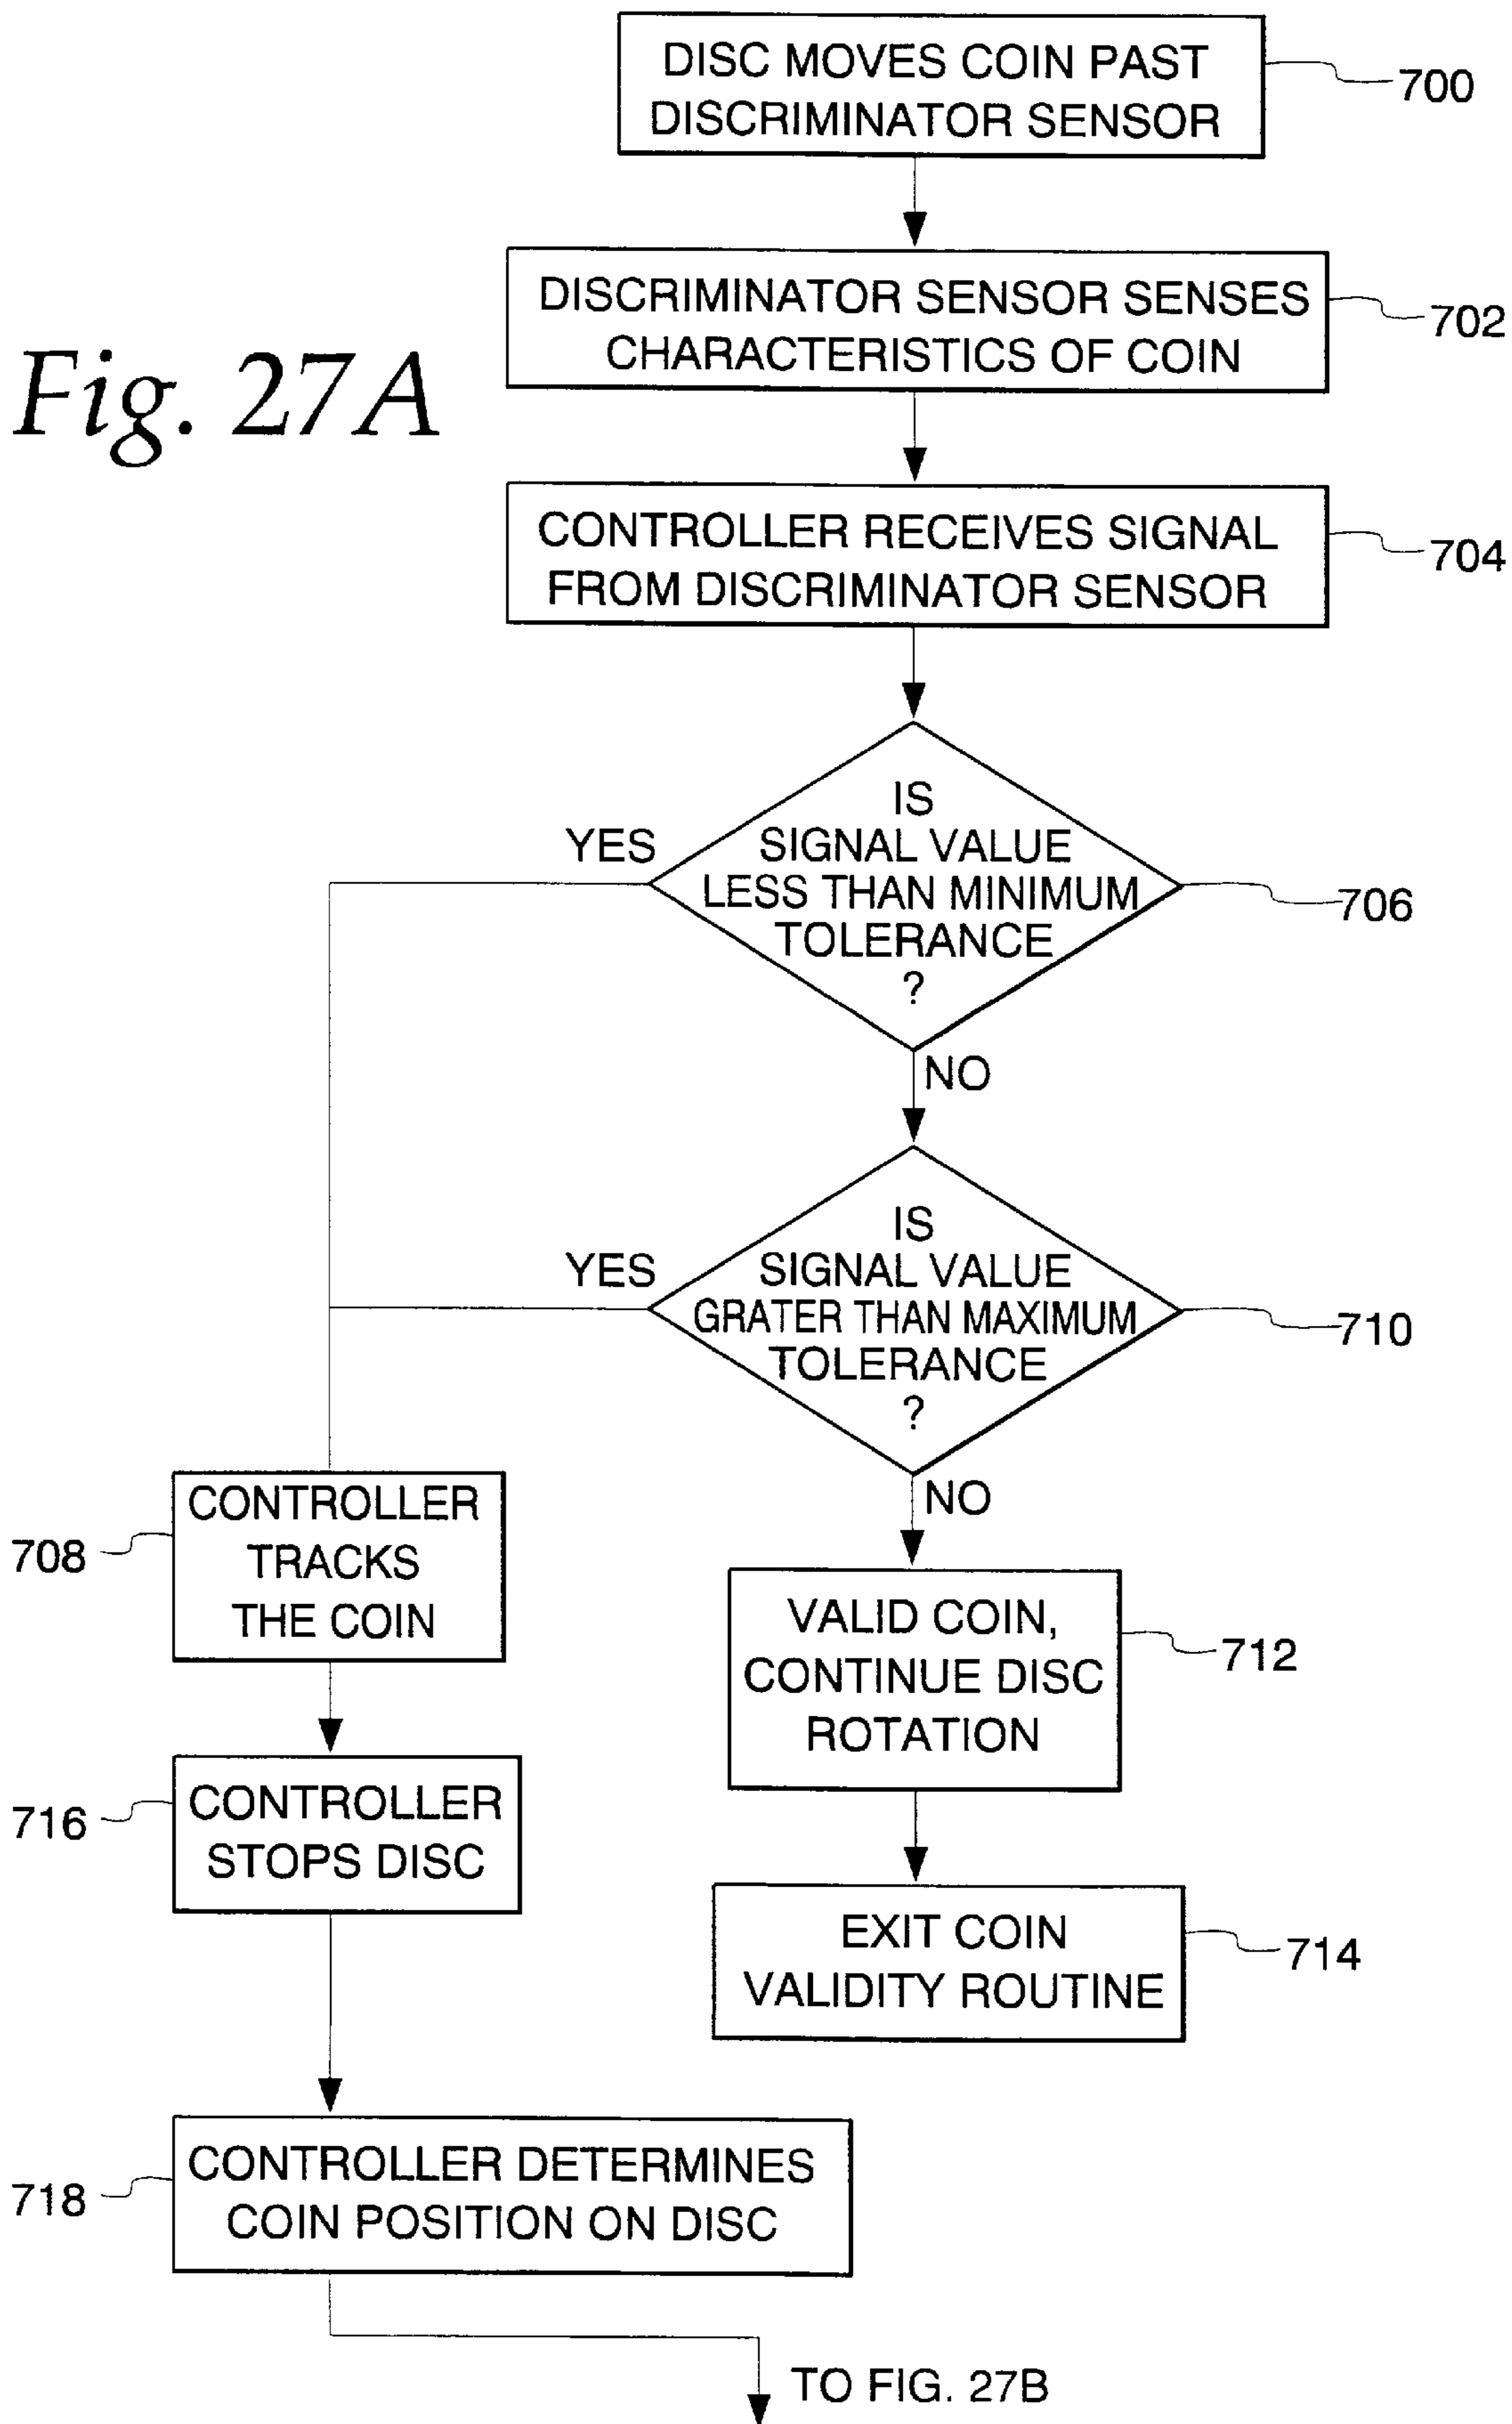 DISC MOVES COIN PAST
DISCRIMINATOR SENSOR
700
DISCRIMINATOR SENSOR SENSES
CHARACTERISTICS OF COIN
702
Fig. 27A
CONTROLLER RECEIVES SIGNAL
FROM DISCRIMINATOR SENSOR
704
IS
SIGNAL VALUE
LESS THAN MINIMUM
TOLERANCE
?
YES
706
NO
IS
SIGNAL VALUE
GRATER THAN MAXIMUM
TOLERANCE
?
YES
710
NO
CONTROLLER
TRACKS
THE COIN
708
VALID COIN,
CONTINUE DISC
ROTATION
712
CONTROLLER
STOPS DISC
716
EXIT COIN
VALIDITY ROUTINE
714
CONTROLLER DETERMINES
COIN POSITION ON DISC
718
TO FIG. 27B